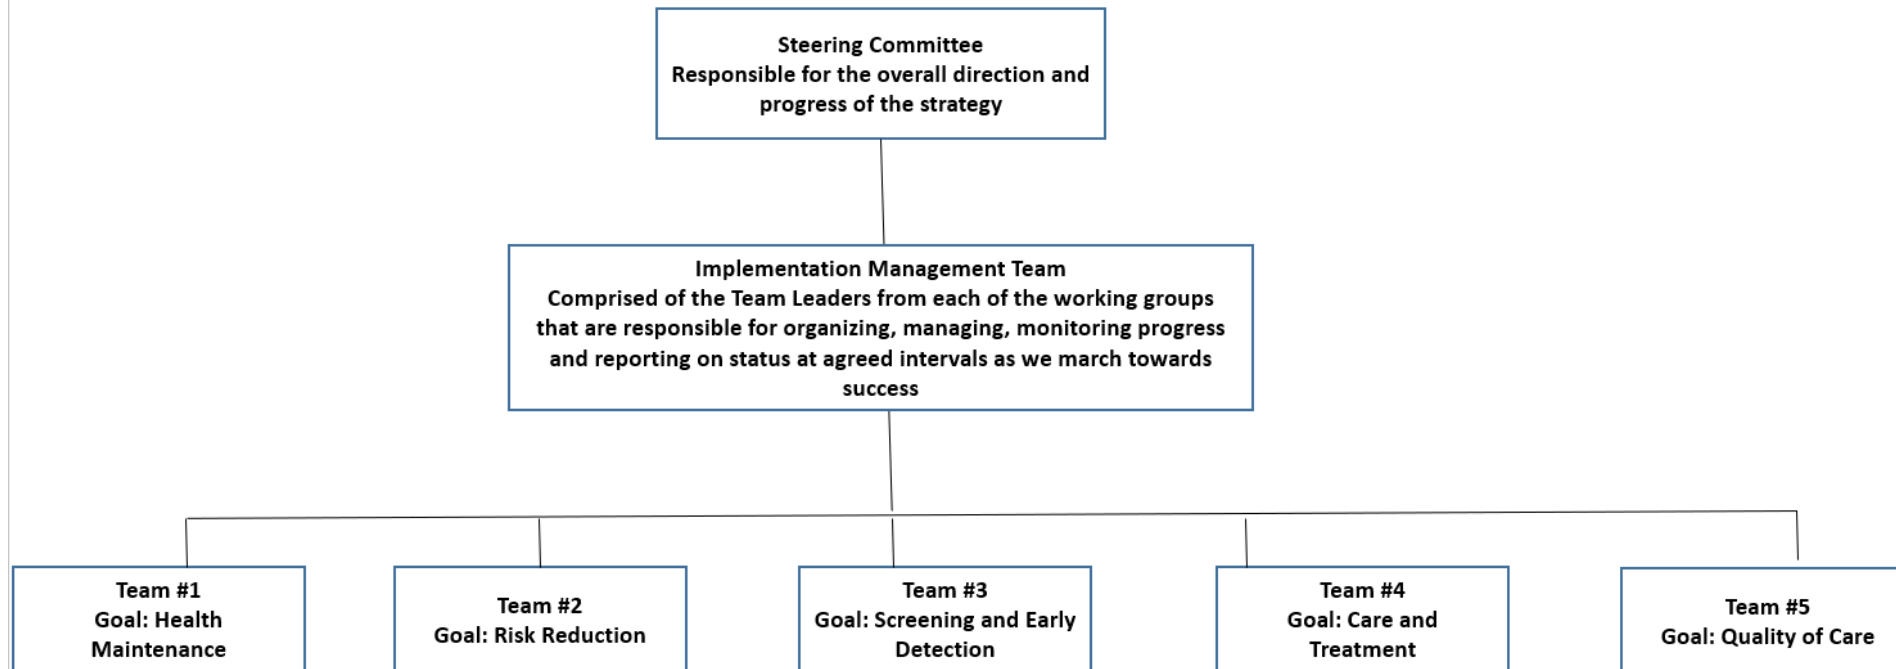 Steering Committee
Responsible for the overall direction and
progress of the strategy
Implementation Management Team
Comprised of the Team Leaders from each of the working groups
that are responsible for organizing, managing, monitoring progress
and reporting on status at agreed intervals as we march towards
success
Team #1
Goal: Health
Maintenance
Team #2
Goal: Risk Reduction
Team #3
Goal: Screening and Early
Detection
Team #4
Goal: Care and
Treatment
Team #5
Goal: Quality of Care